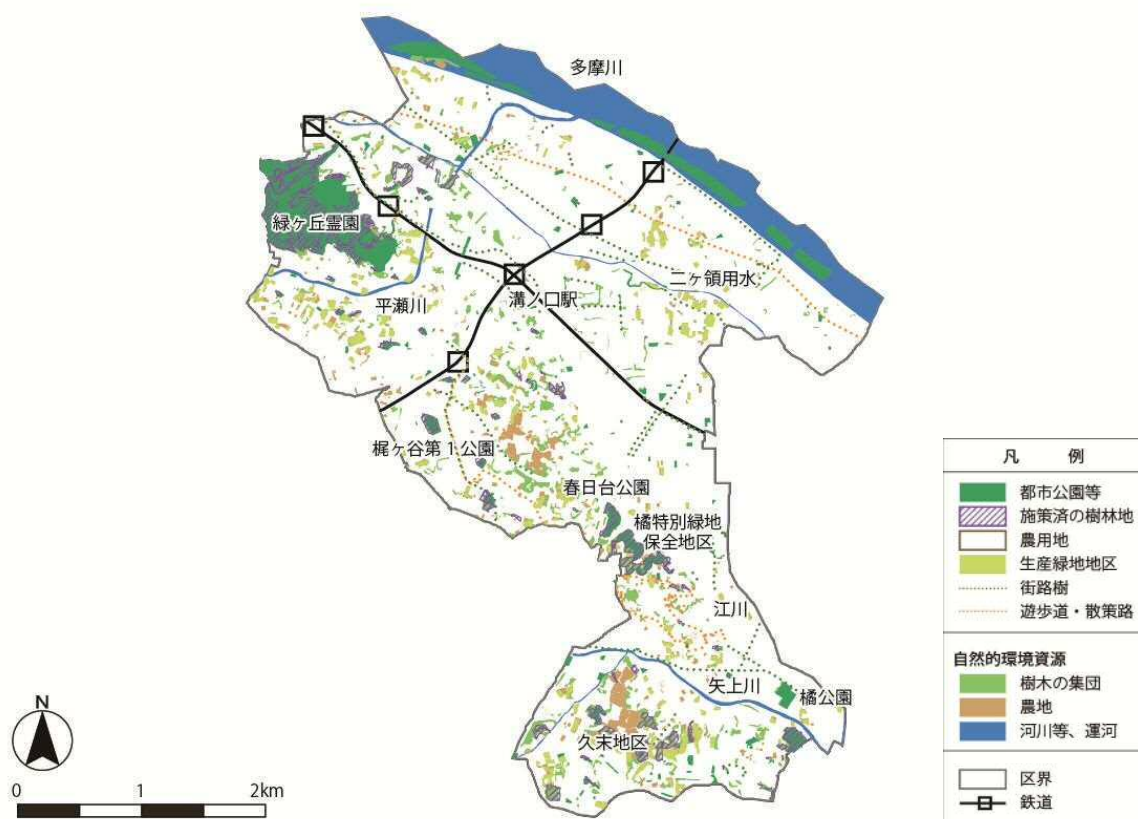 多摩川
緑ヶ丘霊園
平瀬川
溝ノ口駅
二ヶ領用水
梶ヶ谷第1公園
春日台公園
橘特別緑地
保全地区
江川
矢上川
橘公園
久末地区
N
0 1 2km
凡 例
都市公園等
施策済の樹林地
農用地
生産緑地地区
街路樹
遊歩道・散策路
自然的環境資源
樹木の集団
農地
河川等、運河
区界
鉄道